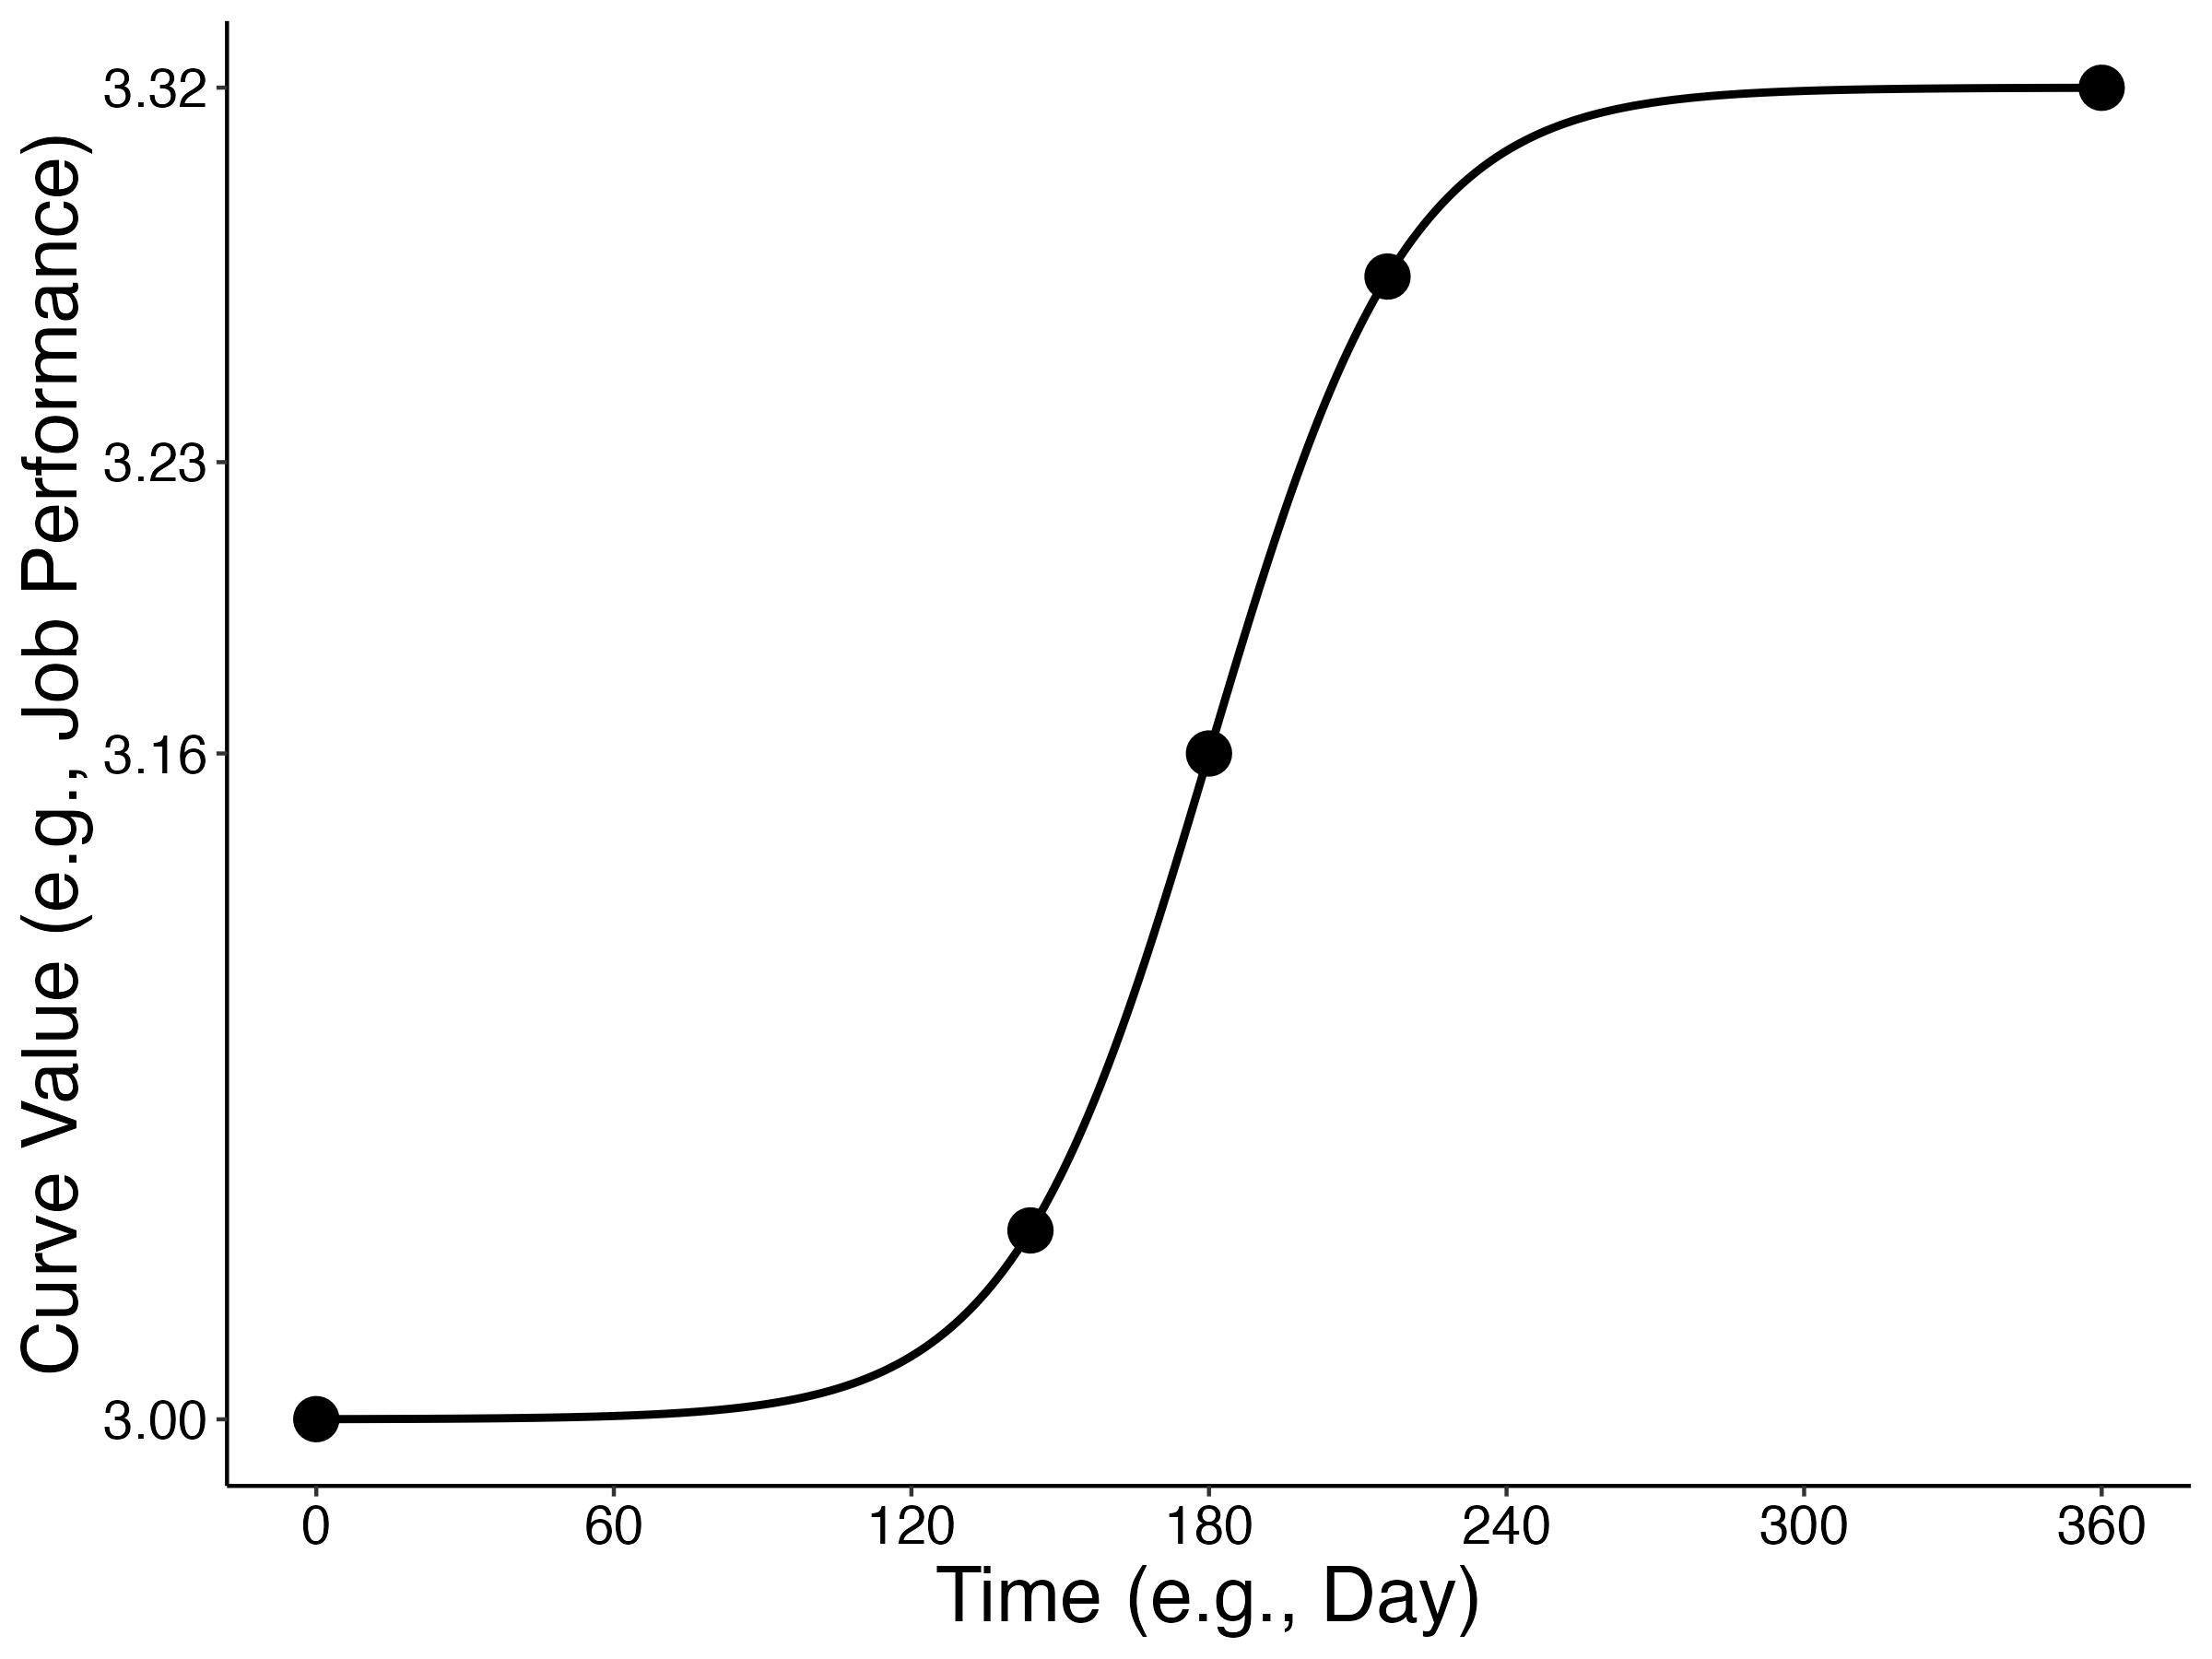 Curve Value (e.g., Job Performance)
3.32
3.23
3.16
3.00
0 60 120 180 240 300 360
Time (e.g., Day)